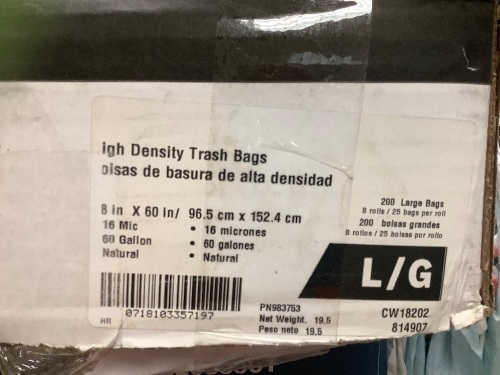 igh Density Trash Bags
olsas de basura de alta densidad
8 in X 60 in/ 96.5 cm x 152.4 cm
16 Mic • 16 micrones
60 Gallon • 60 galones
Natural • Natural
200 Large Bags
8 rolls / 25 bags per roll
200 bolsas grandes
8 rollos / 25 bolsas por rollo
L/G
HR
0718103357197
PN983753
Net Weight. 19.5
Peso neto 19.5
CW18202
814907